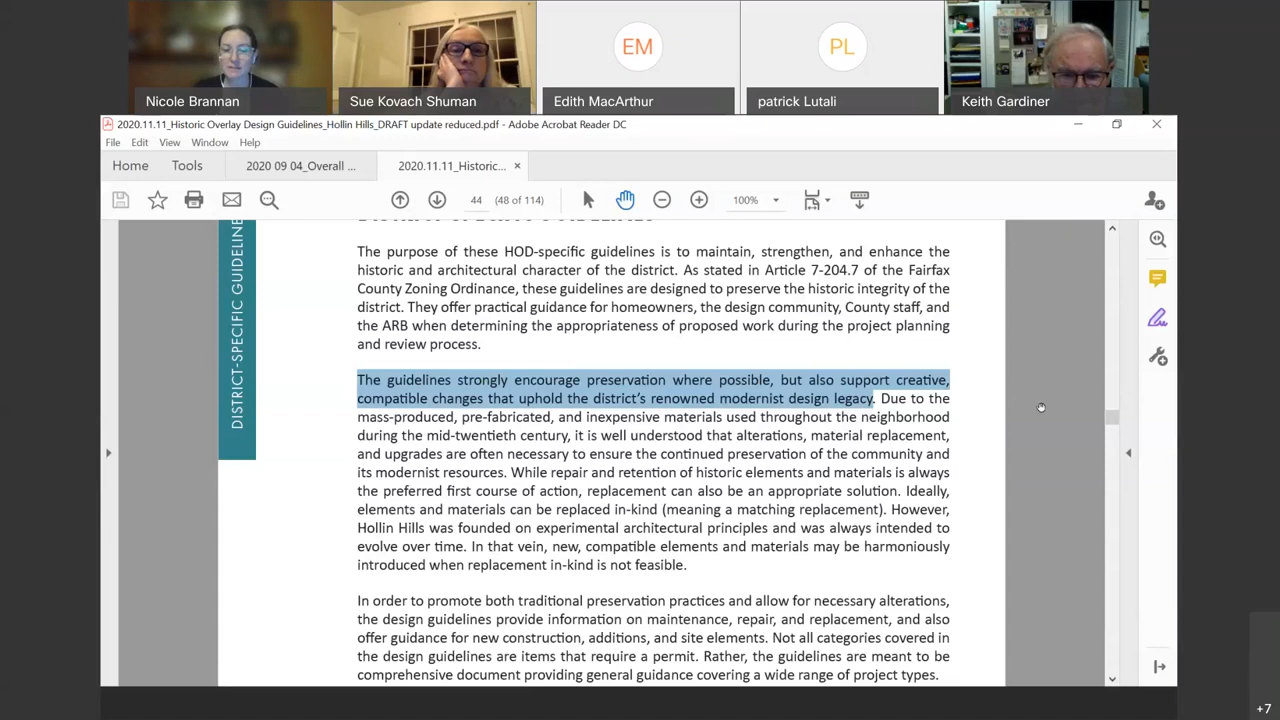 EM
PL
Nicole Brannan
Sue Kovach Shuman
Edith MacArthur
patrick Lutali
Keith Gardiner
2020.11.11_Historic Overlay Design Guidelines_Hollin Hills_DRAFT update reduced.pdf - Adobe Acrobat Reader DC
File Edit View Window Help
Home Tools 2020 09 04_Overall ... 2020.11.11_Historic... ×
44 (48 of 114) 100%
DISTRICT-SPECIFIC GUIDELINE
The purpose of these HOD-specific guidelines is to maintain, strengthen, and enhance the
historic and architectural character of the district. As stated in Article 7-204.7 of the Fairfax
County Zoning Ordinance, these guidelines are designed to preserve the historic integrity of the
district. They offer practical guidance for homeowners, the design community, County staff, and
the ARB when determining the appropriateness of proposed work during the project planning
and review process.
The guidelines strongly encourage preservation where possible, but also support creative,
compatible changes that uphold the district's renowned modernist design legacy. Due to the
mass-produced, pre-fabricated, and inexpensive materials used throughout the neighborhood
during the mid-twentieth century, it is well understood that alterations, material replacement,
and upgrades are often necessary to ensure the continued preservation of the community and
its modernist resources. While repair and retention of historic elements and materials is always
the preferred first course of action, replacement can also be an appropriate solution. Ideally,
elements and materials can be replaced in-kind (meaning a matching replacement). However,
Hollin Hills was founded on experimental architectural principles and was always intended to
evolve over time. In that vein, new, compatible elements and materials may be harmoniously
introduced when replacement in-kind is not feasible.
In order to promote both traditional preservation practices and allow for necessary alterations,
the design guidelines provide information on maintenance, repair, and replacement, and also
offer guidance for new construction, additions, and site elements. Not all categories covered in
the design guidelines are items that require a permit. Rather, the guidelines are meant to be
comprehensive document providing general guidance covering a wide range of project types.
+7